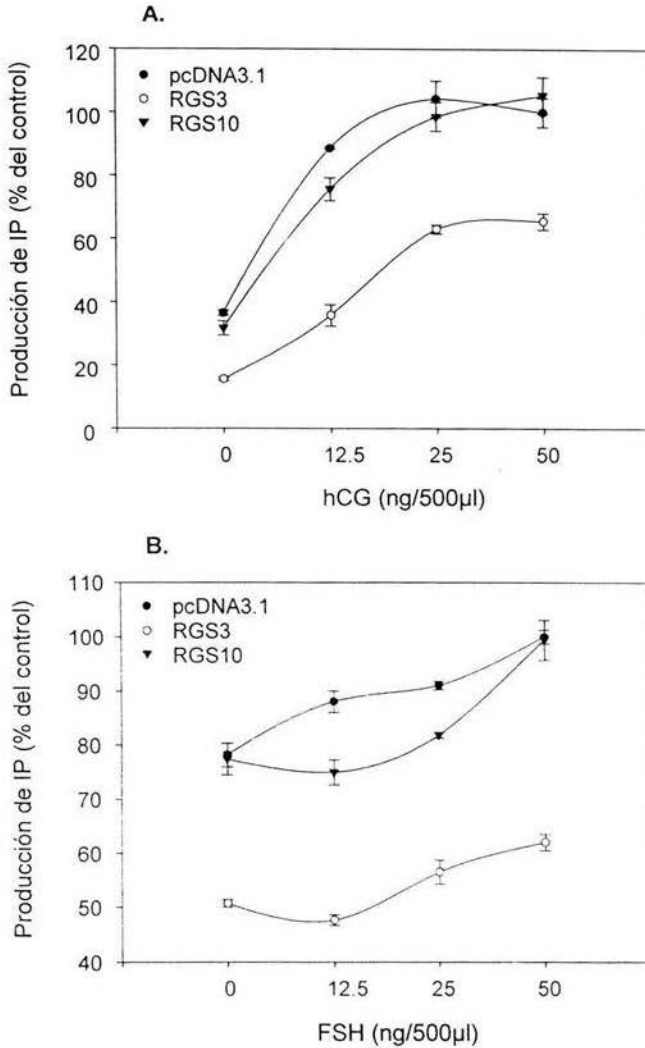 A.
Producción de IP (% del control)
120
100
80
60
40
20
0
pcDNA3.1
RGS3
RGS10
0 12.5 25 50
hCG (ng/500µl)
B.
Producción de IP (% del control)
110
100
90
80
70
60
50
40
pcDNA3.1
RGS3
RGS10
0 12.5 25 50
FSH (ng/500µl)